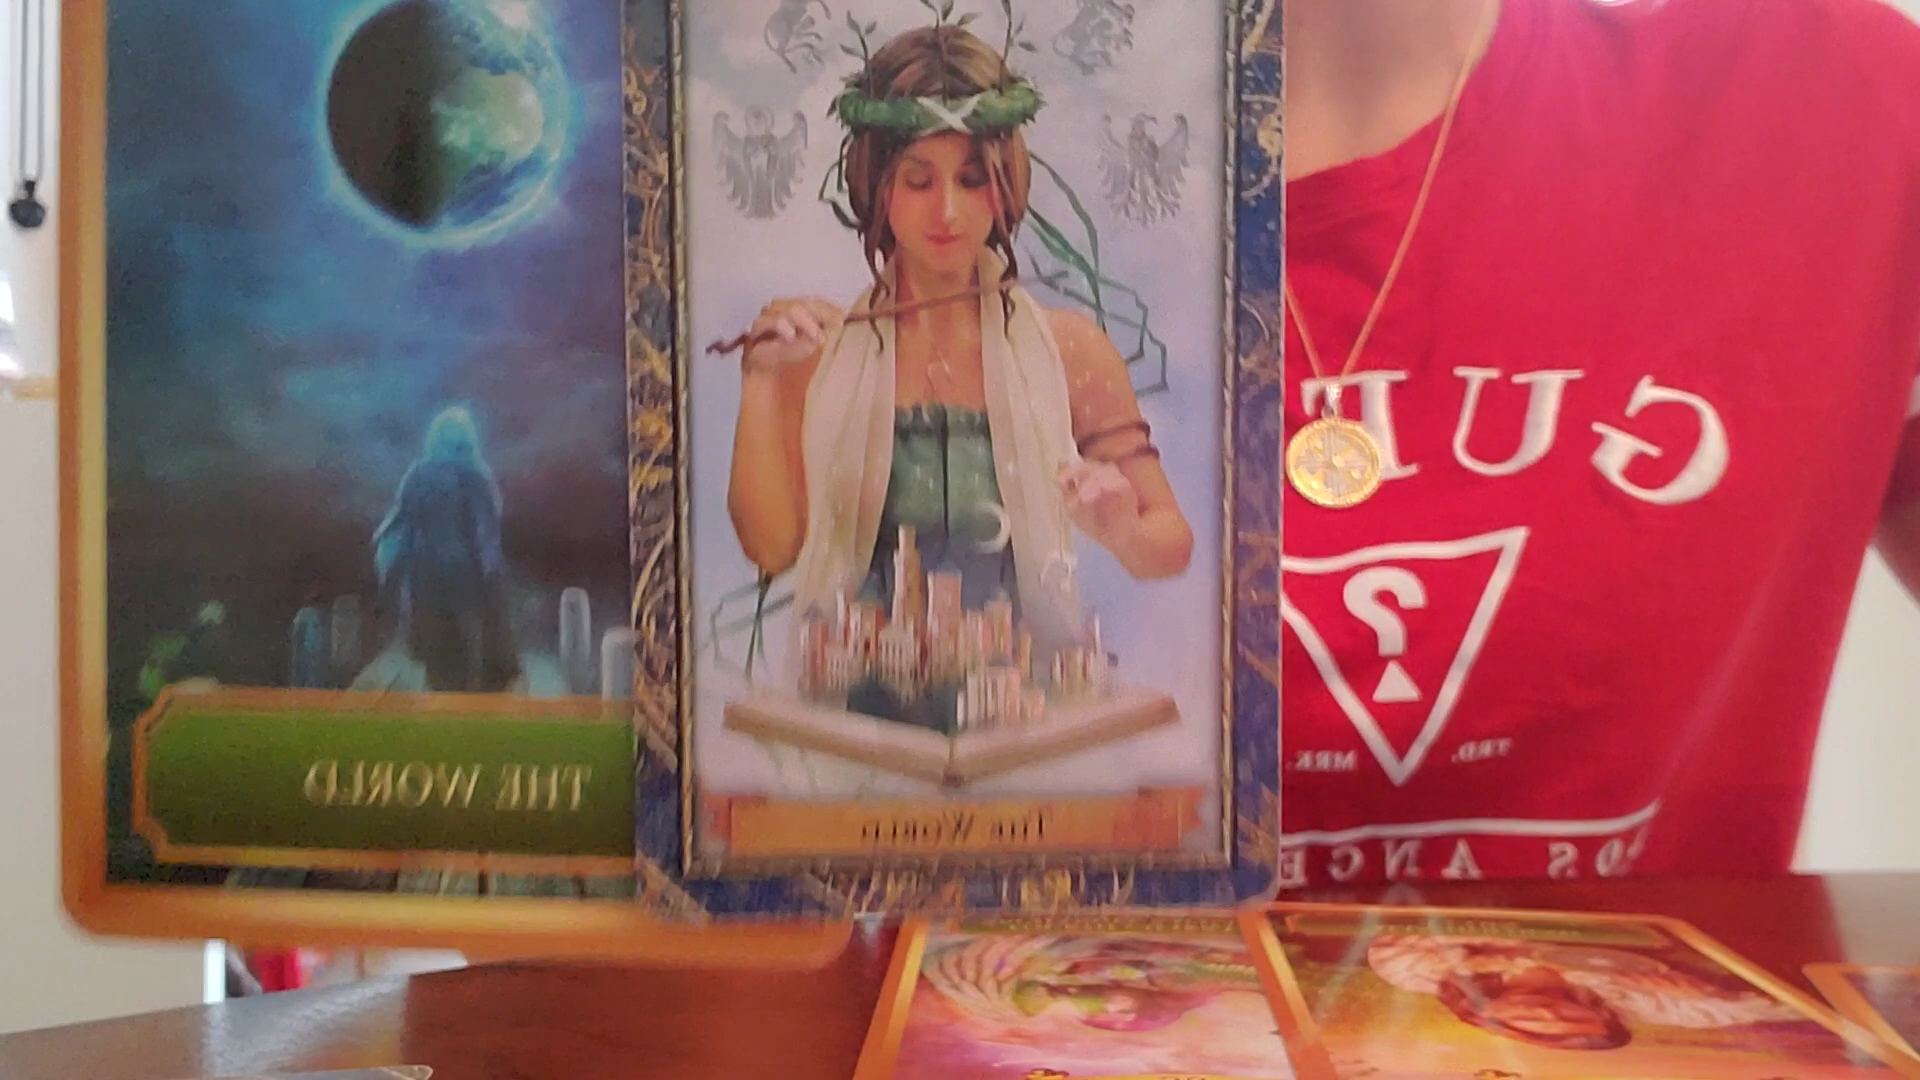 THE WORLD
THE WORLD
GUE
?
TRD. MRK.
OS ANGE